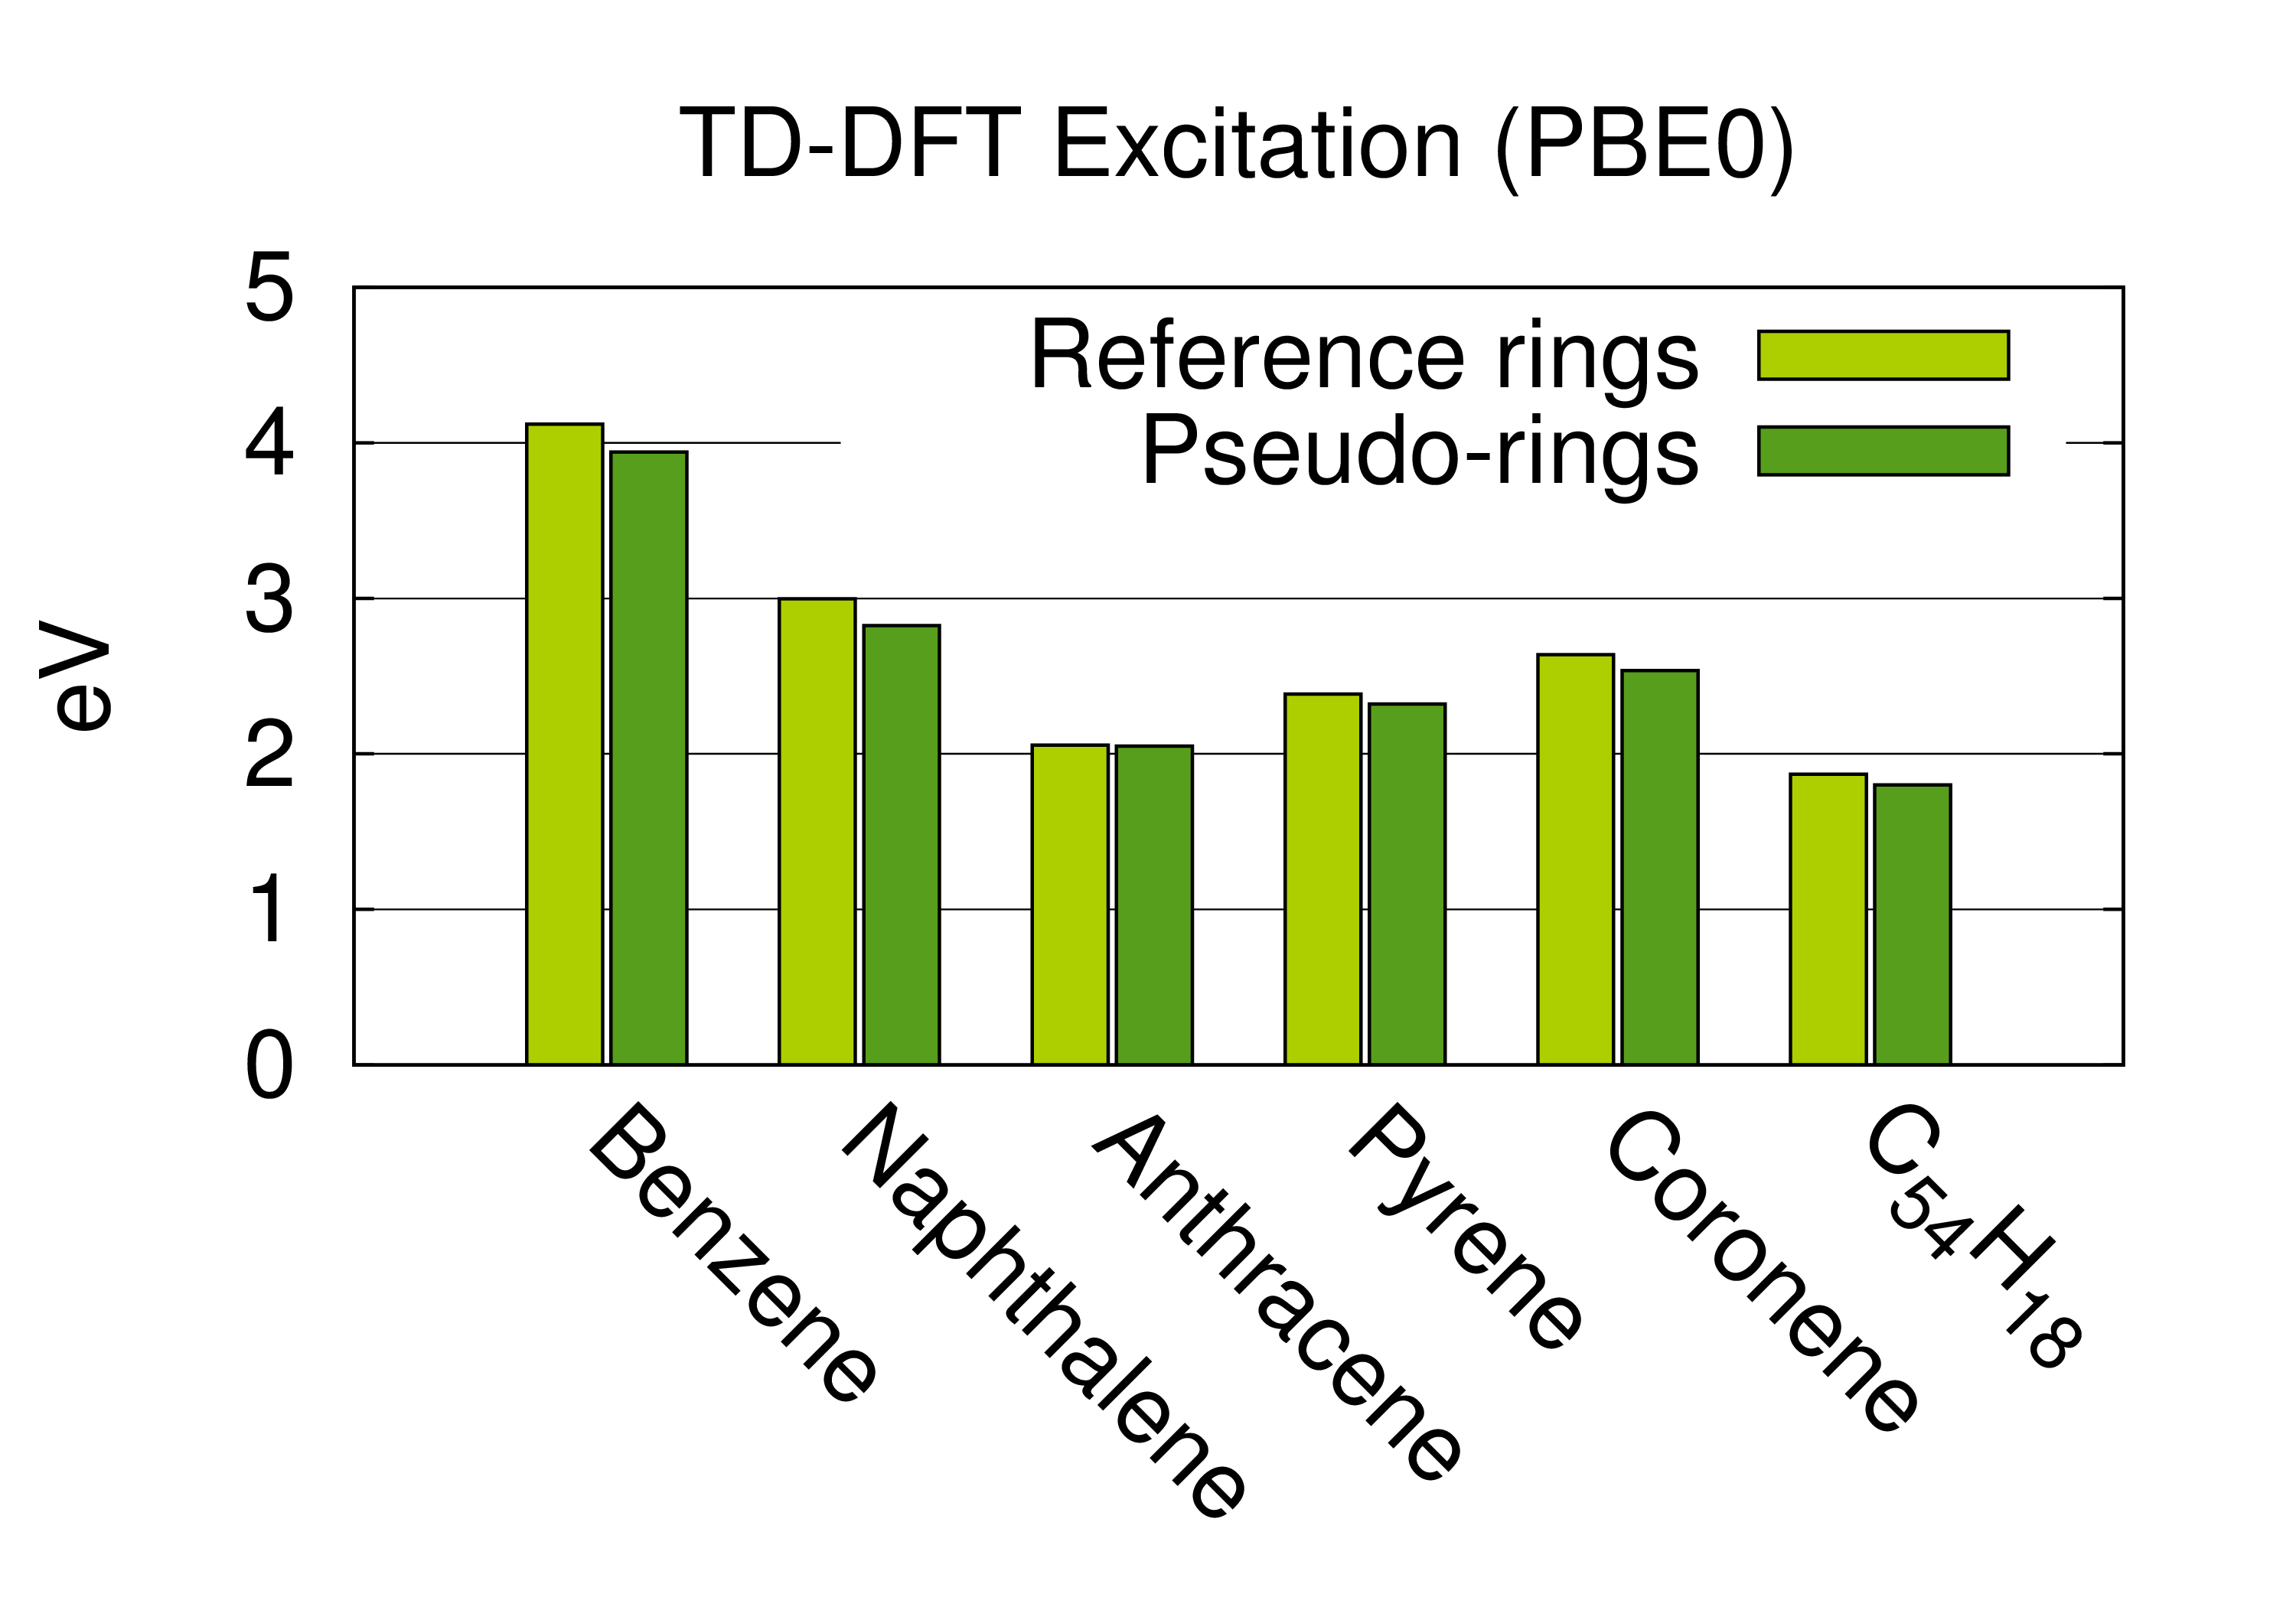 TD-DFT Excitation (PBE0)
5
4
3
2
1
0
eV
Reference rings
Pseudo-rings
Benzene
Naphthalene
Anthracene
Pyrene
Coronene
C₅₄H₁₈